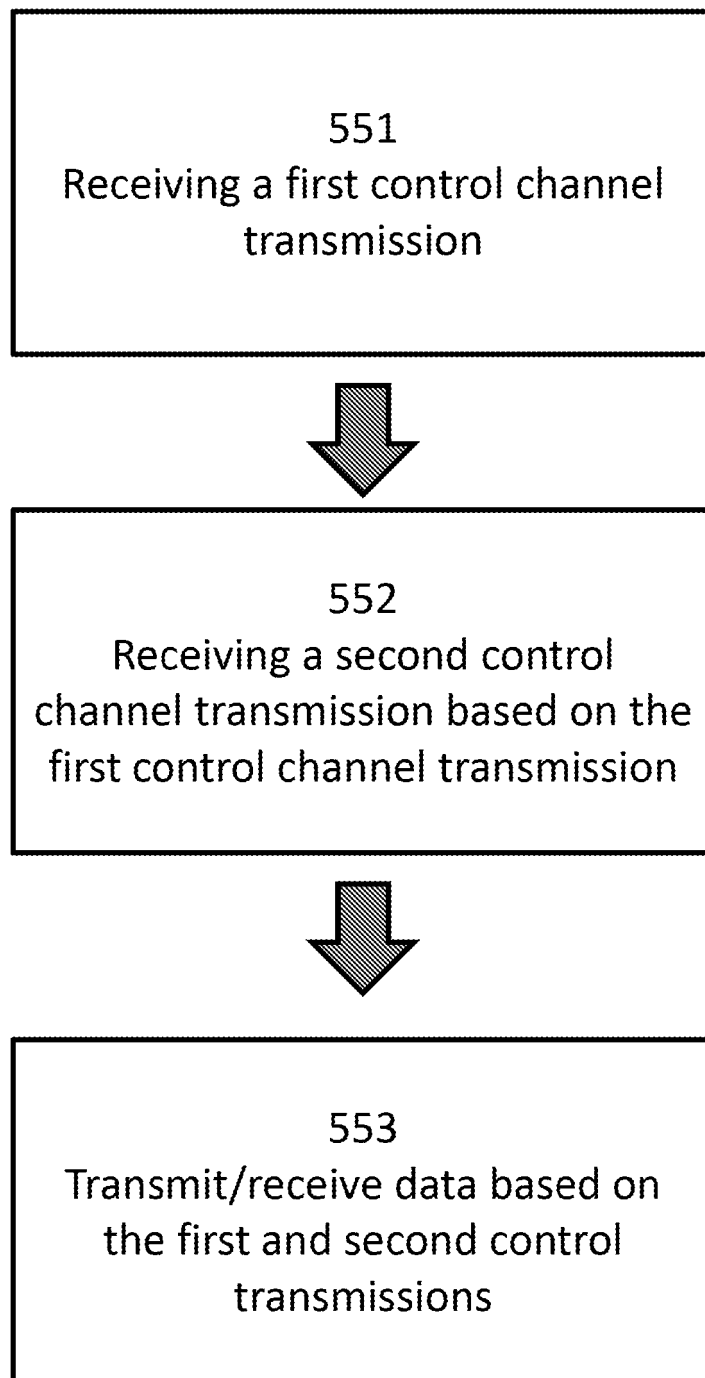 551
Receiving a first control channel
transmission
552
Receiving a second control
channel transmission based on the
first control channel transmission
553
Transmit/receive data based on
the first and second control
transmissions